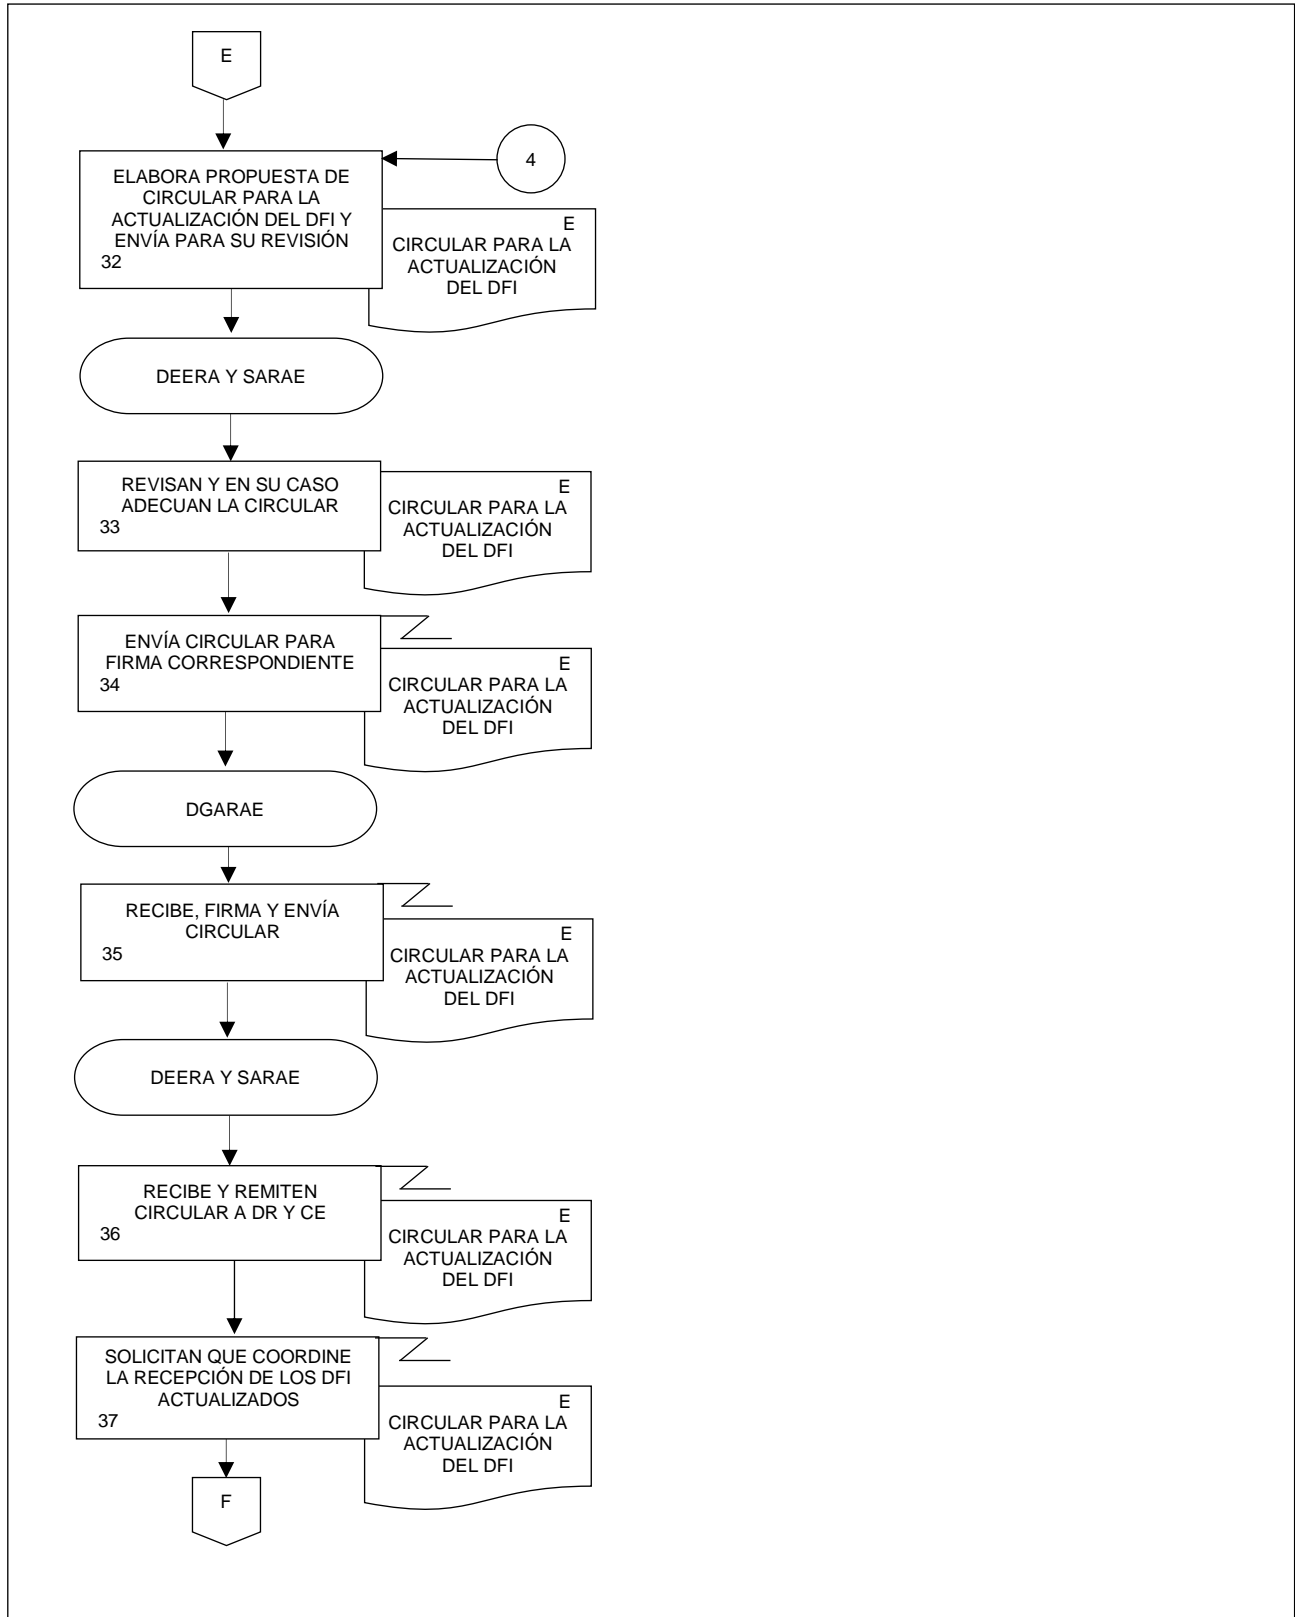 E
4
ELABORA PROPUESTA DE
CIRCULAR PARA LA
ACTUALIZACIÓN DEL DFI Y
ENVÍA PARA SU REVISIÓN
32
E
CIRCULAR PARA LA
ACTUALIZACIÓN
DEL DFI
DEERA Y SARAE
REVISAN Y EN SU CASO
ADECUAN LA CIRCULAR
33
E
CIRCULAR PARA LA
ACTUALIZACIÓN
DEL DFI
ENVÍA CIRCULAR PARA
FIRMA CORRESPONDIENTE
34
E
CIRCULAR PARA LA
ACTUALIZACIÓN
DEL DFI
DGARAE
RECIBE, FIRMA Y ENVÍA
CIRCULAR
35
E
CIRCULAR PARA LA
ACTUALIZACIÓN
DEL DFI
DEERA Y SARAE
RECIBE Y REMITEN
CIRCULAR A DR Y CE
36
E
CIRCULAR PARA LA
ACTUALIZACIÓN
DEL DFI
SOLICITAN QUE COORDINE
LA RECEPCIÓN DE LOS DFI
ACTUALIZADOS
37
E
CIRCULAR PARA LA
ACTUALIZACIÓN
DEL DFI
F